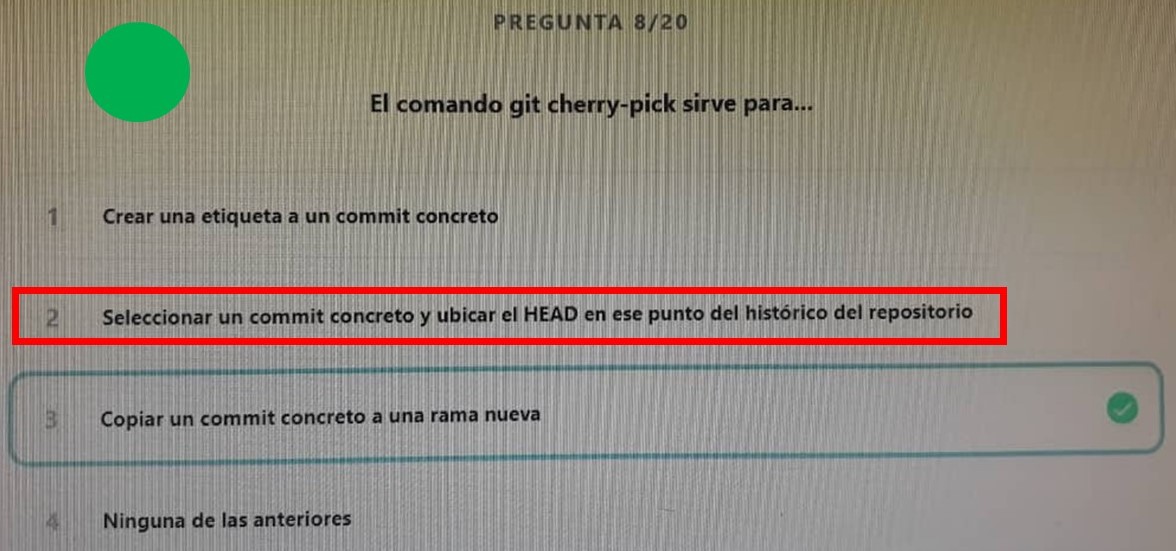 PREGUNTA 8/20
El comando git cherry-pick sirve para...
1 Crear una etiqueta a un commit concreto
2 Seleccionar un commit concreto y ubicar el HEAD en ese punto del histórico del repositorio
3 Copiar un commit concreto a una rama nueva
4 Ninguna de las anteriores